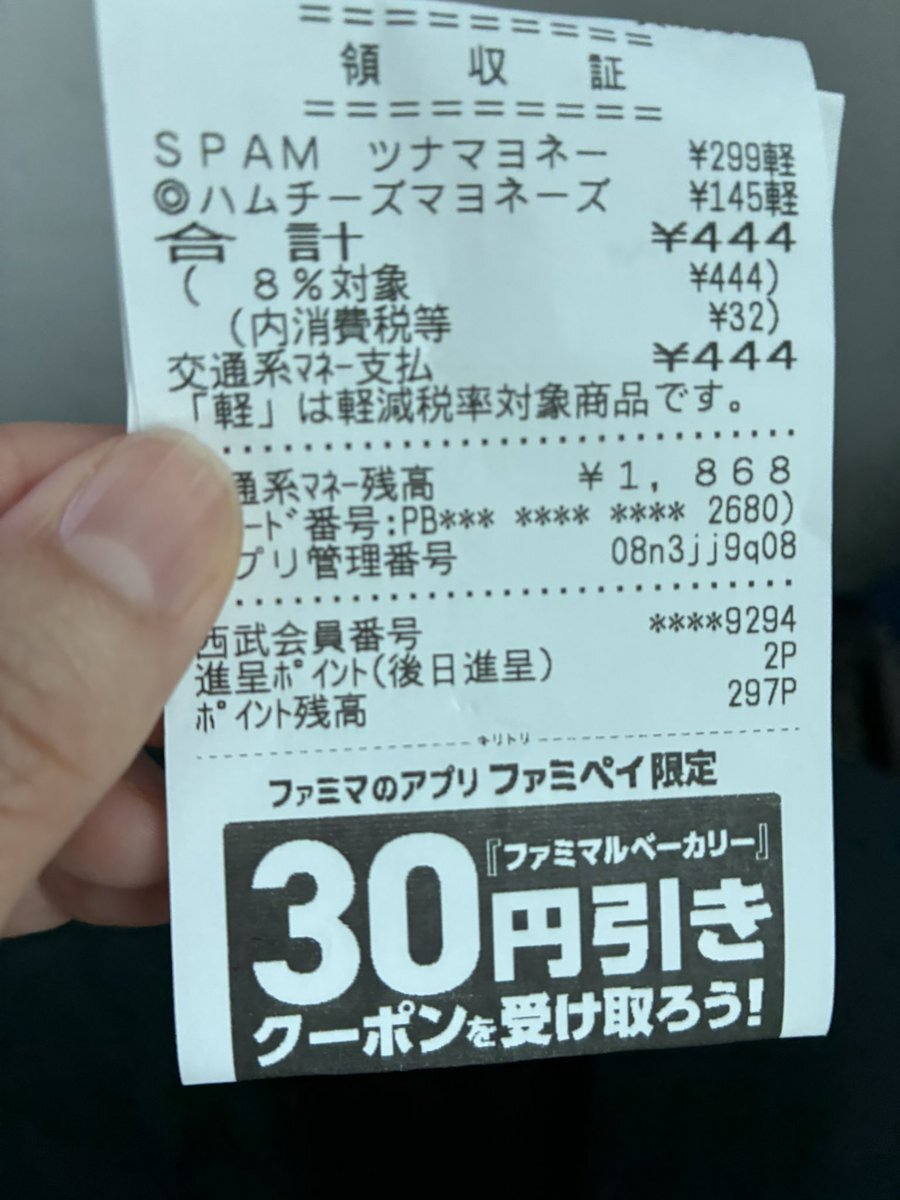 ==========
領 収 証
==========
SPAM ツナマヨネー ¥299軽
◎ハムチーズマヨネーズ ¥145軽
合 計 ¥444
( 8%対象 ¥444)
(内消費税等 ¥32)
交通系マネー支払 ¥444
「軽」は軽減税率対象商品です。
通系マネー残高 ¥1,868
ード番号:PB*** **** **** 2680)
プリ管理番号 08n3jj9q08
西武会員番号 ****9294
進呈ポイント(後日進呈) 2P
ポイント残高 297P
キリトリ
ファミマのアプリ ファミペイ限定
『ファミマルベーカリー』
30円引き
クーポンを受け取ろう!